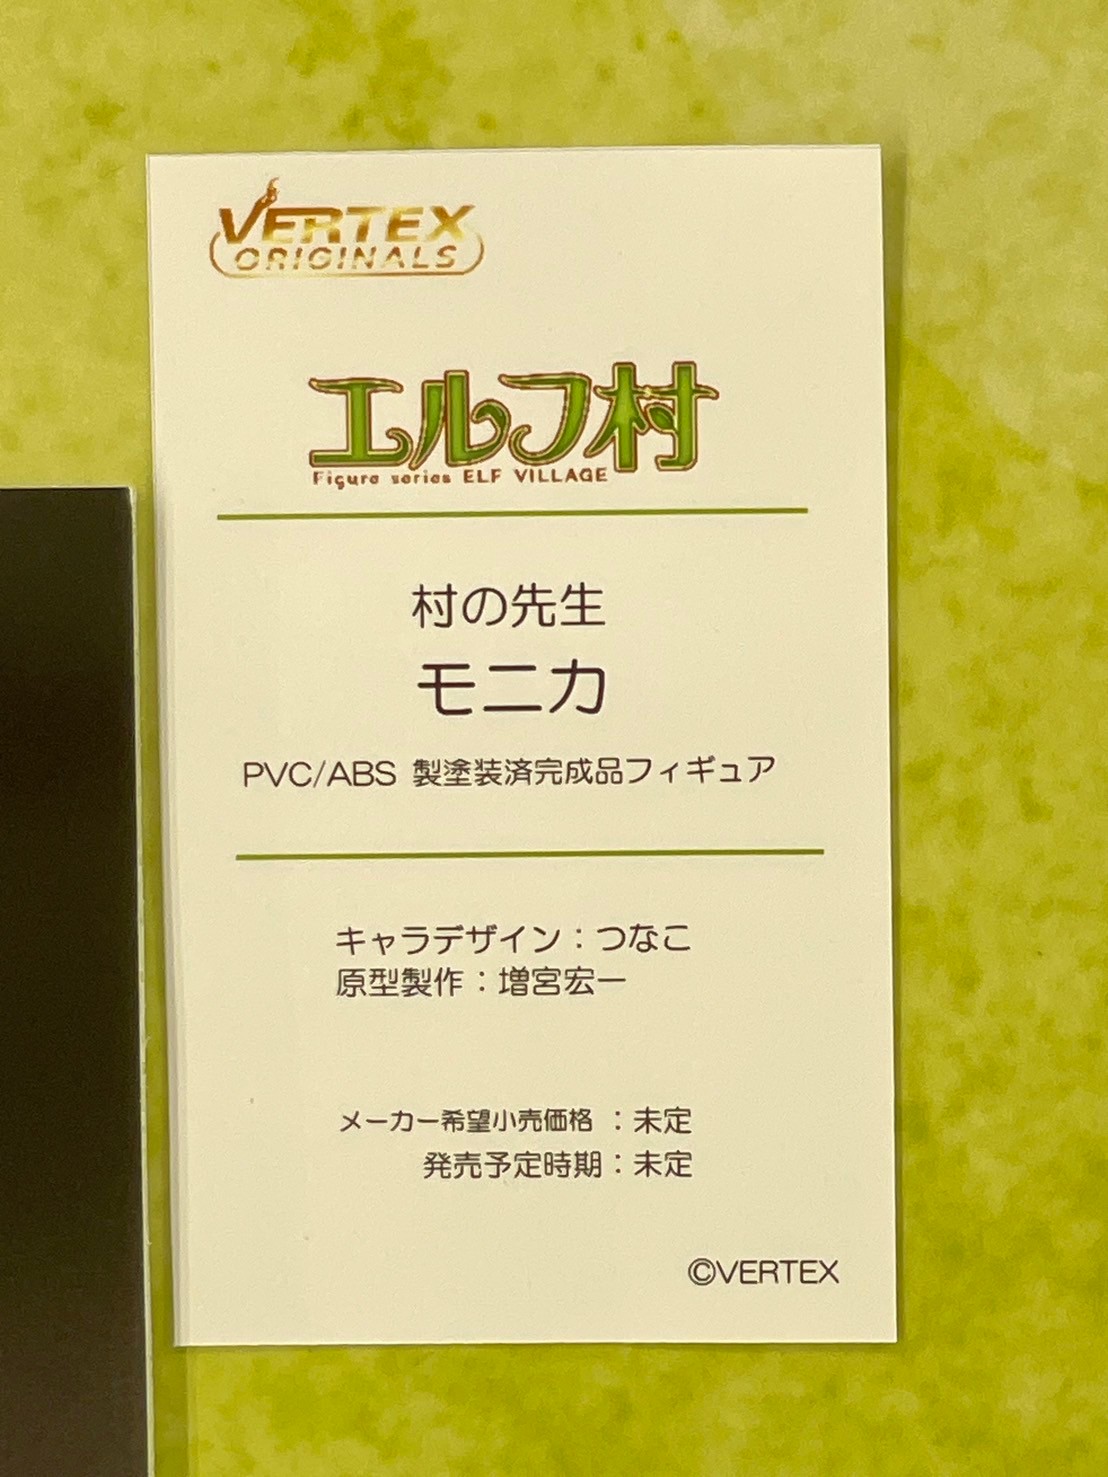 VERTEX
ORIGINALS
エルフ村
Figure series ELF VILLAGE
村の先生
モニカ
PVC/ABS 製塗装済完成品フィギュア
キャラデザイン：つなこ
原型製作：増宮宏一
メーカー希望小売価格：未定
発売予定時期：未定
©VERTEX